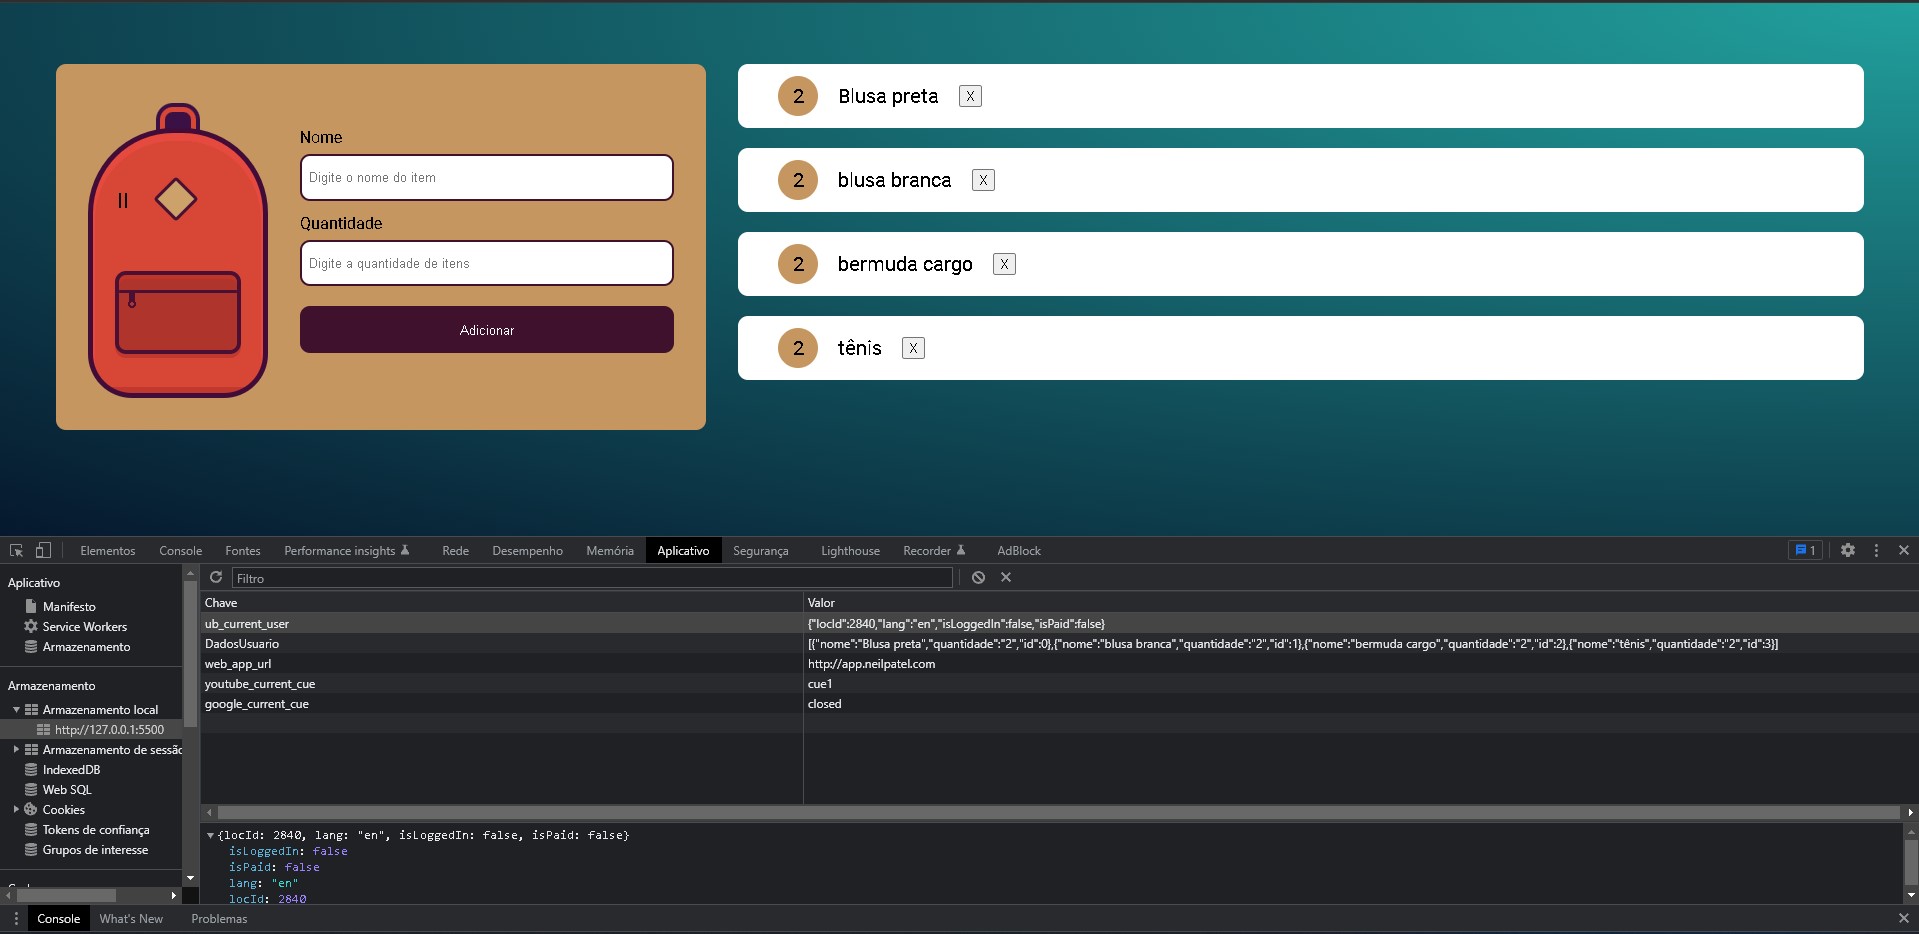 Nome
Digite o nome do item
Quantidade
Digite a quantidade de itens
Adicionar
2 Blusa preta X
2 blusa branca X
2 bermuda cargo X
2 tênis X
Elementos Console Fontes Performance insights Rede Desempenho Memória Aplicativo Segurança Lighthouse Recorder AdBlock 1
Aplicativo
Manifesto
Service Workers
Armazenamento
Armazenamento
Armazenamento local
http://127.0.0.1:5500
Armazenamento de sessão
IndexedDB
Web SQL
Cookies
Tokens de confiança
Grupos de interesse
Filtro
Chave Valor
ub_current_user {"locId":2840,"lang":"en","isLoggedIn":false,"isPaid":false}
DadosUsuario [{"nome":"Blusa preta","quantidade":"2","id":0},{"nome":"blusa branca","quantidade":"2","id":1},{"nome":"bermuda cargo","quantidade":"2","id":2},{"nome":"tênis","quantidade":"2","id":3}]
web_app_url http://app.neilpatel.com
youtube_current_cue cue1
google_current_cue closed
{locId: 2840, lang: "en", isLoggedIn: false, isPaid: false}
isLoggedIn: false
isPaid: false
lang: "en"
locId: 2840
Console What's New Problemas